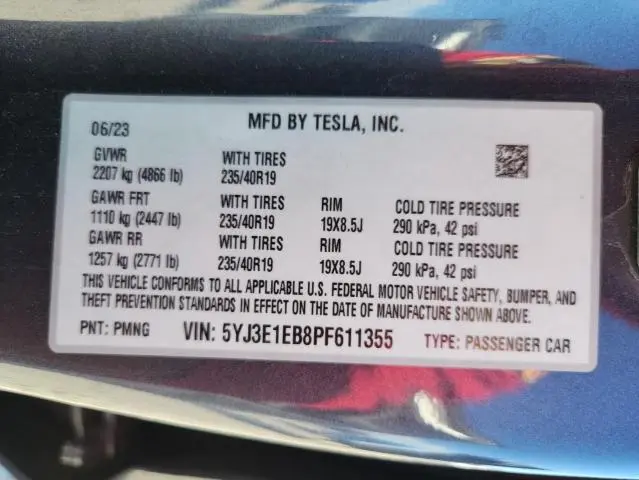 06/23 MFD BY TESLA, INC.
GVWR WITH TIRES
2207 kg (4866 lb) 235/40R19
GAWR FRT WITH TIRES RIM COLD TIRE PRESSURE
1110 kg (2447 lb) 235/40R19 19X8.5J 290 kPa, 42 psi
GAWR RR WITH TIRES RIM COLD TIRE PRESSURE
1257 kg (2771 lb) 235/40R19 19X8.5J 290 kPa, 42 psi
THIS VEHICLE CONFORMS TO ALL APPLICABLE U.S. FEDERAL MOTOR VEHICLE SAFETY, BUMPER, AND
THEFT PREVENTION STANDARDS IN EFFECT ON THE DATE OF MANUFACTURE SHOWN ABOVE.
PNT: PMNG VIN: 5YJ3E1EB8PF611355 TYPE: PASSENGER CAR